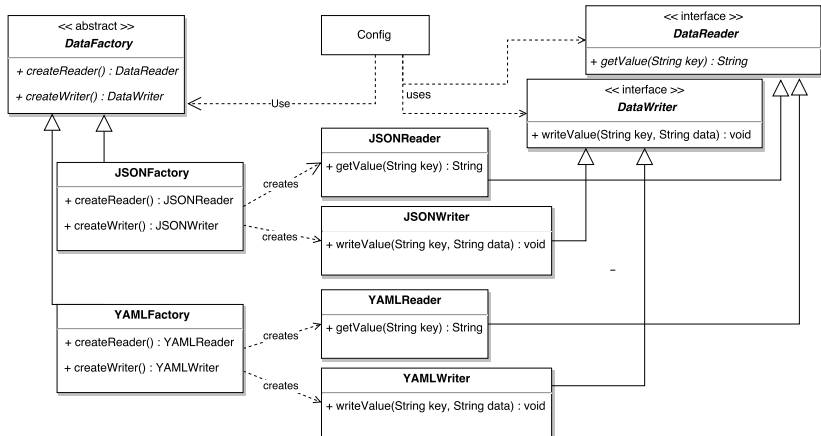 << abstract >>
DataFactory
+ createReader() : DataReader
+ createWriter() : DataWriter
Config
<< interface >>
DataReader
+ getValue(String key) : String
Use
uses
<< interface >>
DataWriter
+ writeValue(String key, String data) : void
JSONFactory
+ createReader() : JSONReader
+ createWriter() : JSONWriter
creates
creates
JSONReader
+ getValue(String key) : String
JSONWriter
+ writeValue(String key, String data) : void
YAMLFactory
+ createReader() : YAMLReader
+ createWriter() : YAMLWriter
creates
creates
YAMLReader
+ getValue(String key) : String
YAMLWriter
+ writeValue(String key, String data) : void